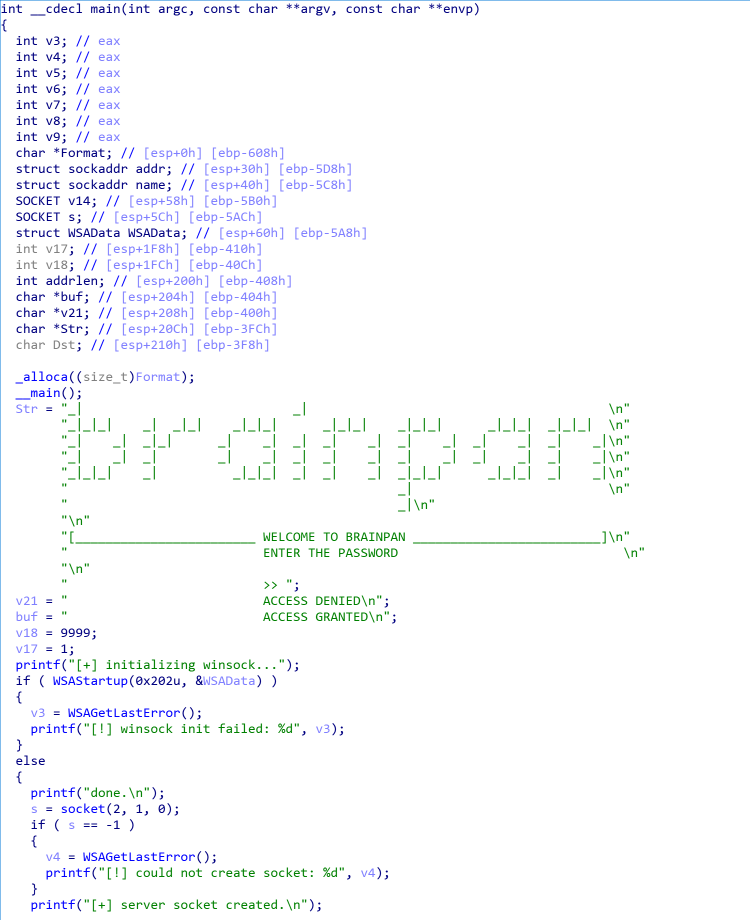 int __cdecl main(int argc, const char **argv, const char **envp)
{
  int v3; // eax
  int v4; // eax
  int v5; // eax
  int v6; // eax
  int v7; // eax
  int v8; // eax
  int v9; // eax
  char *Format; // [esp+0h] [ebp-608h]
  struct sockaddr addr; // [esp+30h] [ebp-5D8h]
  struct sockaddr name; // [esp+40h] [ebp-5C8h]
  SOCKET v14; // [esp+58h] [ebp-5B0h]
  SOCKET s; // [esp+5Ch] [ebp-5ACh]
  struct WSAData WSAData; // [esp+60h] [ebp-5A8h]
  int v17; // [esp+1F8h] [ebp-410h]
  int v18; // [esp+1FCh] [ebp-40Ch]
  int addrlen; // [esp+200h] [ebp-408h]
  char *buf; // [esp+204h] [ebp-404h]
  char *v21; // [esp+208h] [ebp-400h]
  char *Str; // [esp+20Ch] [ebp-3FCh]
  char Dst; // [esp+210h] [ebp-3F8h]

  _alloca((size_t)Format);
  __main();
  Str = "_|                            _|                                        \n"
        "_|_|_|    _|  _|_|    _|_|_|      _|_|_|    _|_|_|      _|_|_|  _|_|_|  \n"
        "_|    _|  _|_|      _|    _|  _|  _|    _|  _|    _|  _|    _|  _|    _|\n"
        "_|    _|  _|        _|    _|  _|  _|    _|  _|    _|  _|    _|  _|    _|\n"
        "_|_|_|    _|          _|_|_|  _|  _|    _|  _|_|_|      _|_|_|  _|    _|\n"
        "                                            _|                          \n"
        "                                            _|\n"
        "\n"
        "[________________________ WELCOME TO BRAINPAN _________________________]\n"
        "                          ENTER THE PASSWORD                              \n"
        "\n"
        "                          >> ";
  v21 = "                          ACCESS DENIED\n";
  buf = "                          ACCESS GRANTED\n";
  v18 = 9999;
  v17 = 1;
  printf("[+] initializing winsock...");
  if ( WSAStartup(0x202u, &WSAData) )
  {
    v3 = WSAGetLastError();
    printf("[!] winsock init failed: %d", v3);
  }
  else
  {
    printf("done.\n");
    s = socket(2, 1, 0);
    if ( s == -1 )
    {
      v4 = WSAGetLastError();
      printf("[!] could not create socket: %d", v4);
    }
    printf("[+] server socket created.\n");